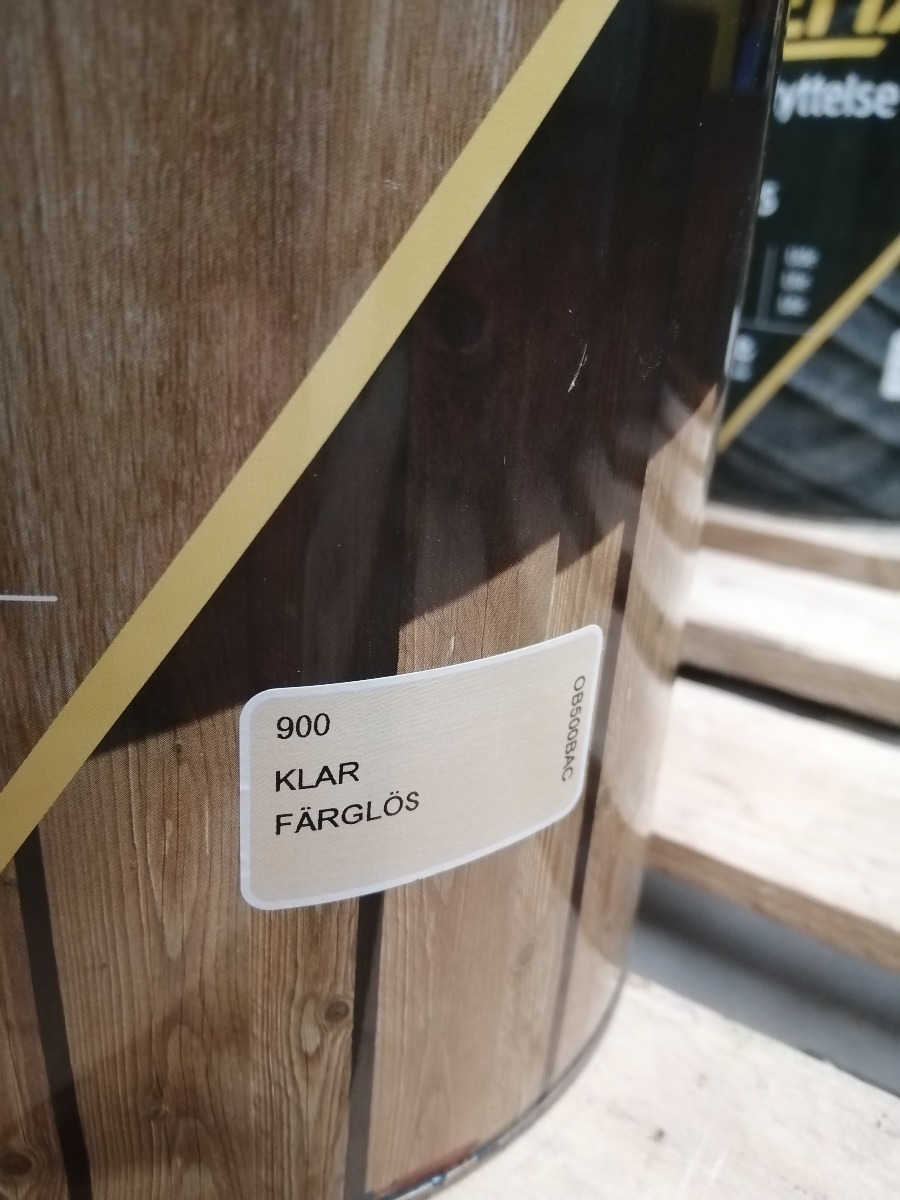 yttelse
900
KLAR
FÄRGLÖS
OB500BAC